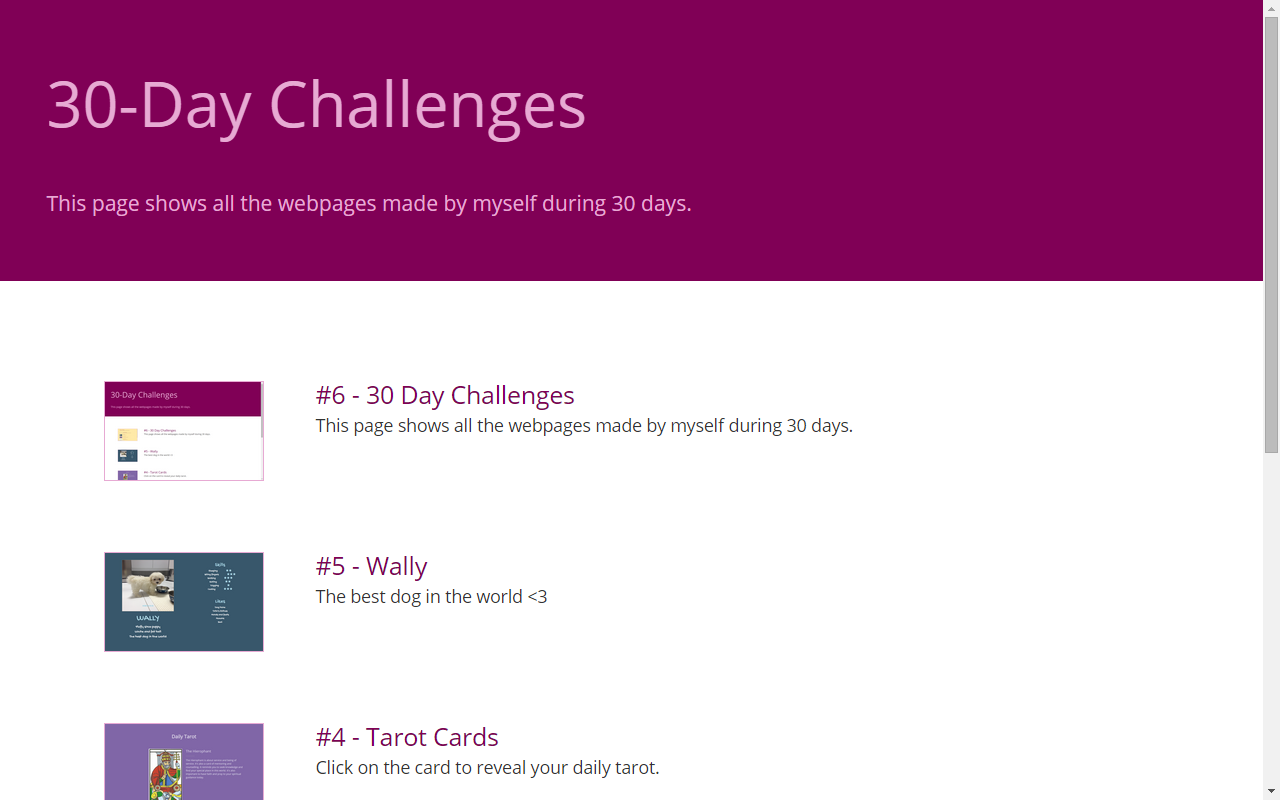 30-Day Challenges
This page shows all the webpages made by myself during 30 days.
30-Day Challenges
#6 - 30 Day Challenges
This page shows all the webpages made by myself during 30 days.
#5 - Wally
The best dog in the world <3
WALLY
Skills
Likes
#4 - Tarot Cards
Click on the card to reveal your daily tarot.
Daily Tarot